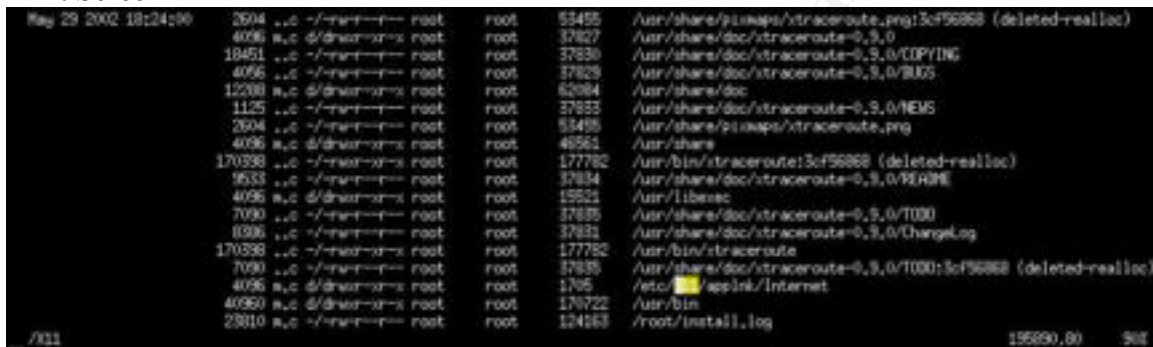 May 29 2002 18:24:00 2604 ..c -/-rw-r--r-- root root 53455 /usr/share/pixmaps/xtraceroute.png:3cf56868 (deleted-realloc)
4096 m.c d/drwxr-xr-x root root 37827 /usr/share/doc/xtraceroute-0.9.0
18451 ..c -/-rw-r--r-- root root 37830 /usr/share/doc/xtraceroute-0.9.0/COPYING
4056 ..c -/-rw-r--r-- root root 37829 /usr/share/doc/xtraceroute-0.9.0/BUGS
12288 m.c d/drwxr-xr-x root root 62084 /usr/share/doc
1125 ..c -/-rw-r--r-- root root 37833 /usr/share/doc/xtraceroute-0.9.0/NEWS
2604 ..c -/-rw-r--r-- root root 53455 /usr/share/pixmaps/xtraceroute.png
4096 m.c d/drwxr-xr-x root root 46561 /usr/share
170398 ..c -/-rwxr-xr-x root root 177782 /usr/bin/xtraceroute:3cf56868 (deleted-realloc)
9533 ..c -/-rw-r--r-- root root 37834 /usr/share/doc/xtraceroute-0.9.0/README
4096 m.c d/drwxr-xr-x root root 15521 /usr/libexec
7090 ..c -/-rw-r--r-- root root 37835 /usr/share/doc/xtraceroute-0.9.0/TODO
8386 ..c -/-rw-r--r-- root root 37831 /usr/share/doc/xtraceroute-0.9.0/ChangeLog
170398 ..c -/-rwxr-xr-x root root 177782 /usr/bin/xtraceroute
7090 ..c -/-rw-r--r-- root root 37835 /usr/share/doc/xtraceroute-0.9.0/TODO:3cf56868 (deleted-realloc)
4096 m.c d/drwxr-xr-x root root 1705 /etc/X11/applnk/Internet
40960 m.c d/drwxr-xr-x root root 170722 /usr/bin
23810 m.c -/-rw-r--r-- root root 124163 /root/install.log
/X11 195890,80 90%